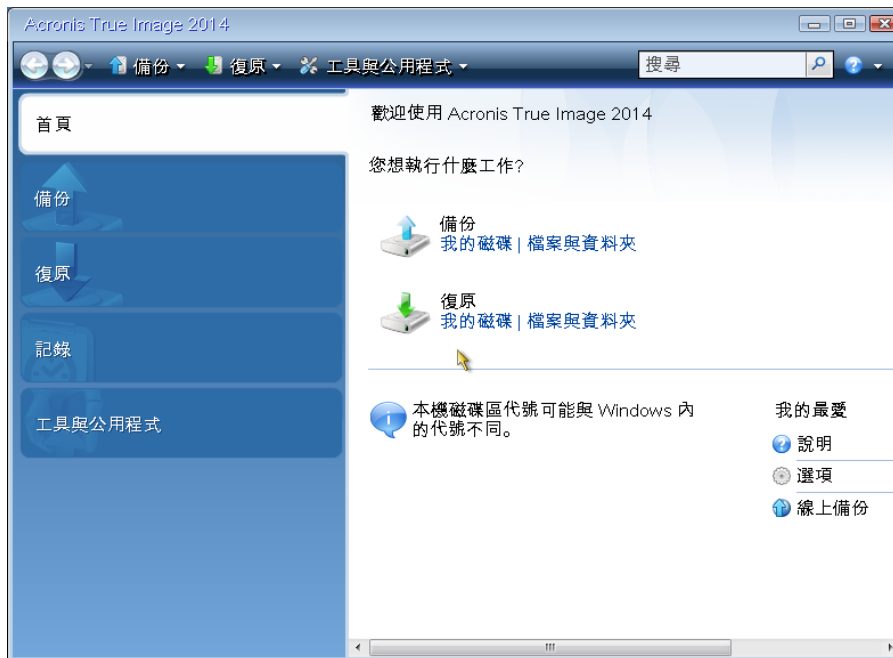 Acronis True Image 2014
備份 復原 工具與公用程式 搜尋
首頁
備份
復原
記錄
工具與公用程式
歡迎使用 Acronis True Image 2014
您想執行什麼工作?
備份
我的磁碟 | 檔案與資料夾
復原
我的磁碟 | 檔案與資料夾
本機磁碟區代號可能與 Windows 內
的代號不同。
我的最愛
說明
選項
線上備份